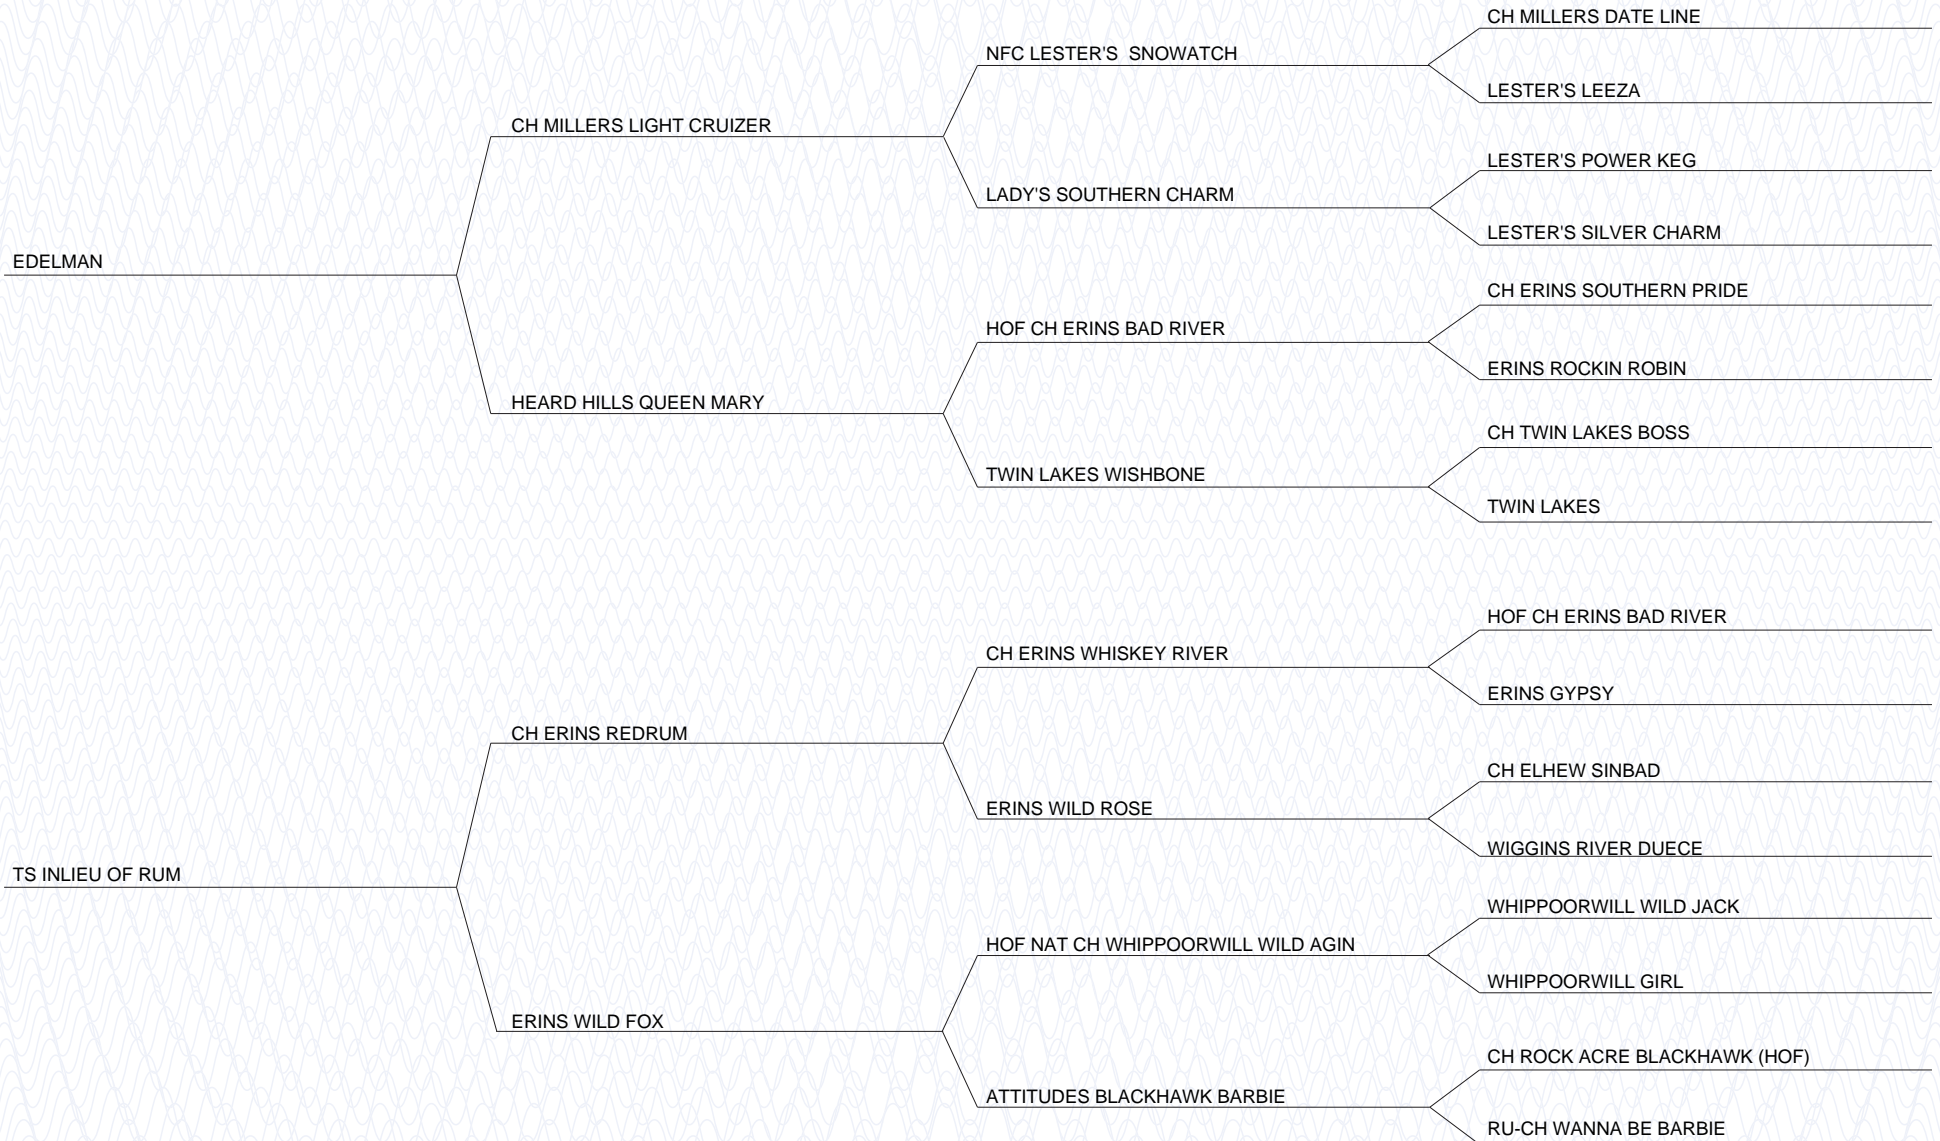 CH MILLERS DATE LINE
NFC LESTER'S  SNOWATCH
LESTER'S LEEZA
CH MILLERS LIGHT CRUIZER
LESTER'S POWER KEG
LADY'S SOUTHERN CHARM
LESTER'S SILVER CHARM
EDELMAN
CH ERINS SOUTHERN PRIDE
HOF CH ERINS BAD RIVER
ERINS ROCKIN ROBIN
HEARD HILLS QUEEN MARY
CH TWIN LAKES BOSS
TWIN LAKES WISHBONE
TWIN LAKES
HOF CH ERINS BAD RIVER
CH ERINS WHISKEY RIVER
ERINS GYPSY
CH ERINS REDRUM
CH ELHEW SINBAD
ERINS WILD ROSE
WIGGINS RIVER DUECE
TS INLIEU OF RUM
WHIPPOORWILL WILD JACK
HOF NAT CH WHIPPOORWILL WILD AGIN
WHIPPOORWILL GIRL
ERINS WILD FOX
CH ROCK ACRE BLACKHAWK (HOF)
ATTITUDES BLACKHAWK BARBIE
RU-CH WANNA BE BARBIE